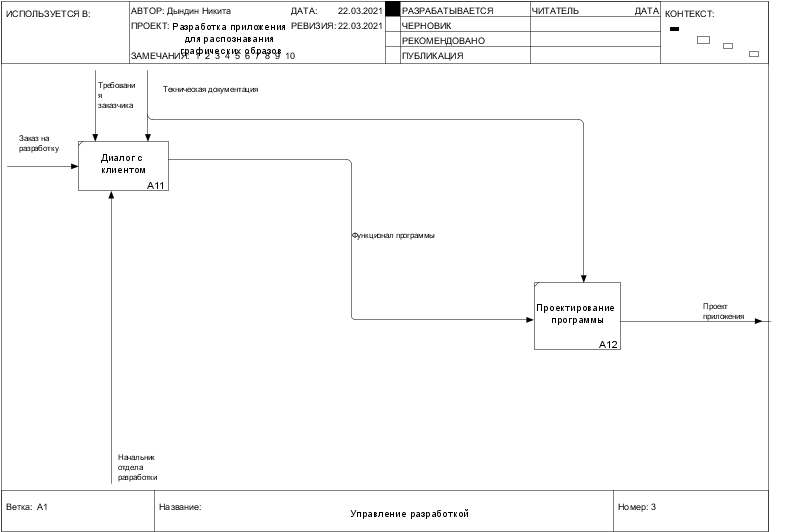 ИСПОЛЬЗУЕТСЯ В:
АВТОР: Дындин Никита
ДАТА: 22.03.2021
РАЗРАБАТЫВАЕТСЯ
ЧИТАТЕЛЬ
ДАТА
КОНТЕКСТ:
ПРОЕКТ: Разработка приложения
для распознавания
графических образов
РЕВИЗИЯ: 22.03.2021
ЧЕРНОВИК
РЕКОМЕНДОВАНО
ЗАМЕЧАНИЯ: 1 2 3 4 5 6 7 8 9 10
ПУБЛИКАЦИЯ
Требовани
я
заказчика
Техническая документация
Заказ на
разработку
Диалог с
клиентом
A11
Функционал программы
Проектирование
программы
A12
Проект
приложения
Начальник
отдела
разработки
Ветка: A1
Название:
Управление разработкой
Номер: 3